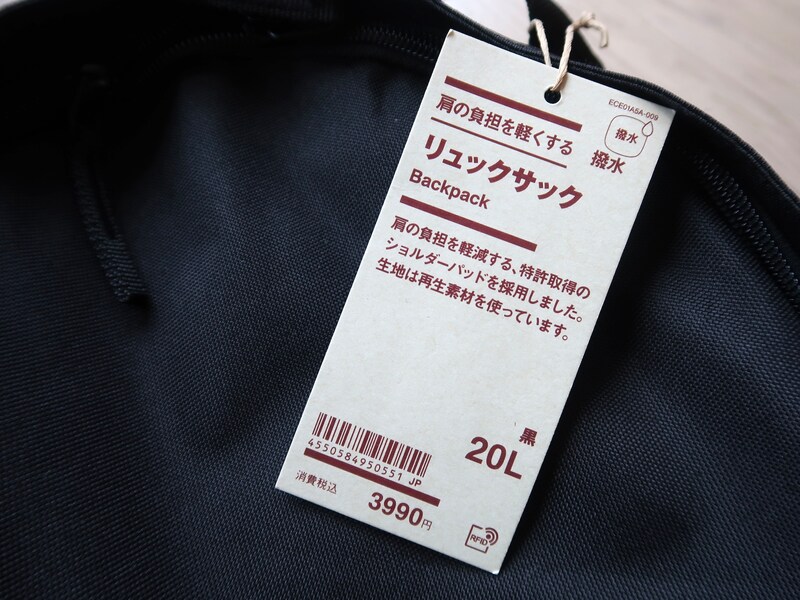 ECE01A5A-009
撥水
撥水
肩の負担を軽くする
リュックサック
Backpack
肩の負担を軽減する、特許取得の
ショルダーパッドを採用しました。
生地は再生素材を使っています。
黒
20L
4550584950551 JP
消費税込
3990円
RFID